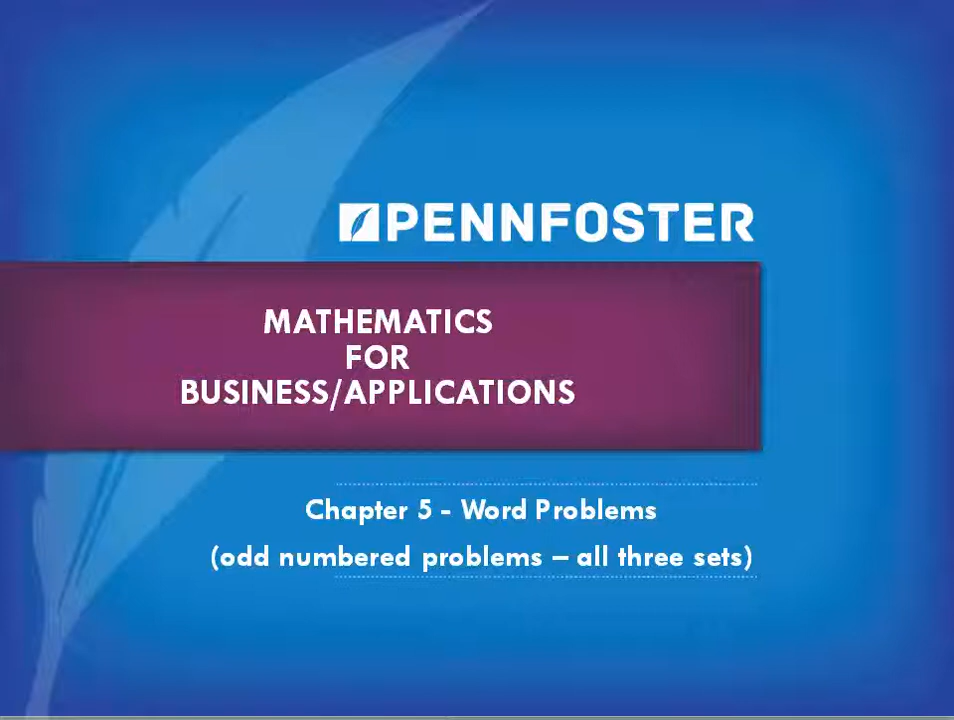 PENNFOSTER
MATHEMATICS
FOR
BUSINESS/APPLICATIONS
Chapter 5 - Word Problems
(odd numbered problems – all three sets)